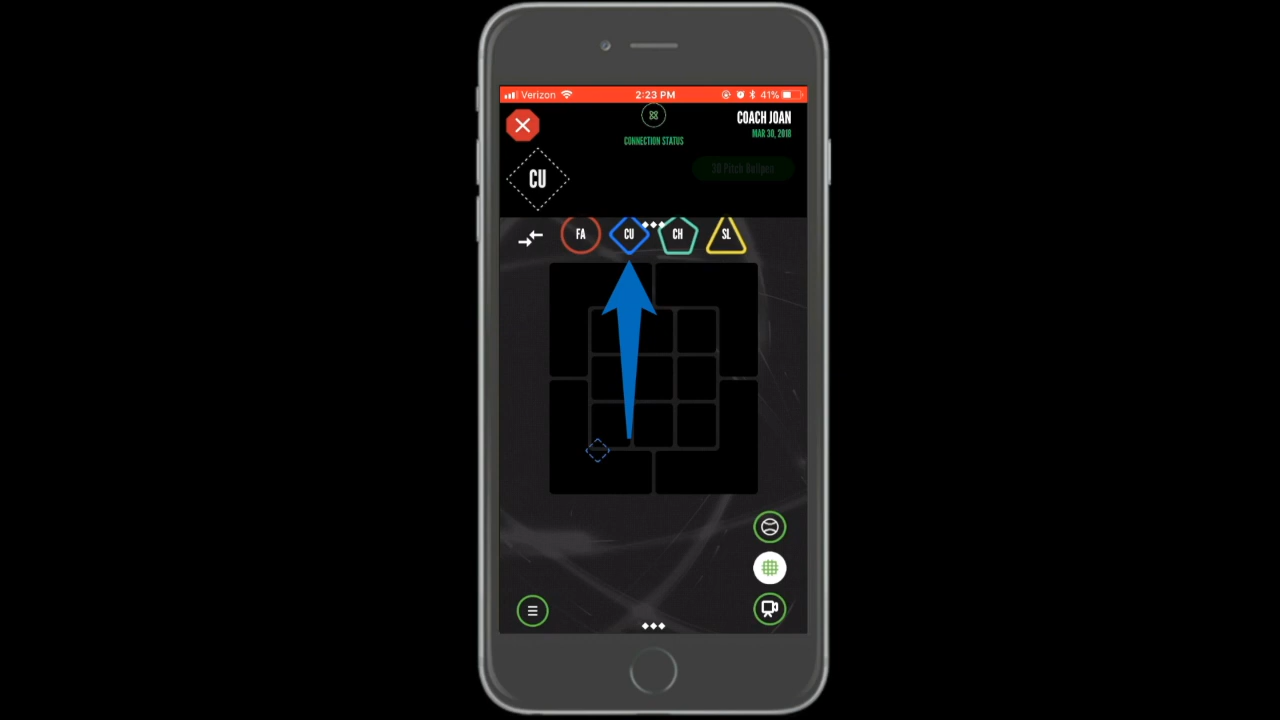 Verizon 2:23 PM 41%
COACH JOAN
MAR 30, 2018
CONNECTION STATUS
CU
FA CU CH SL